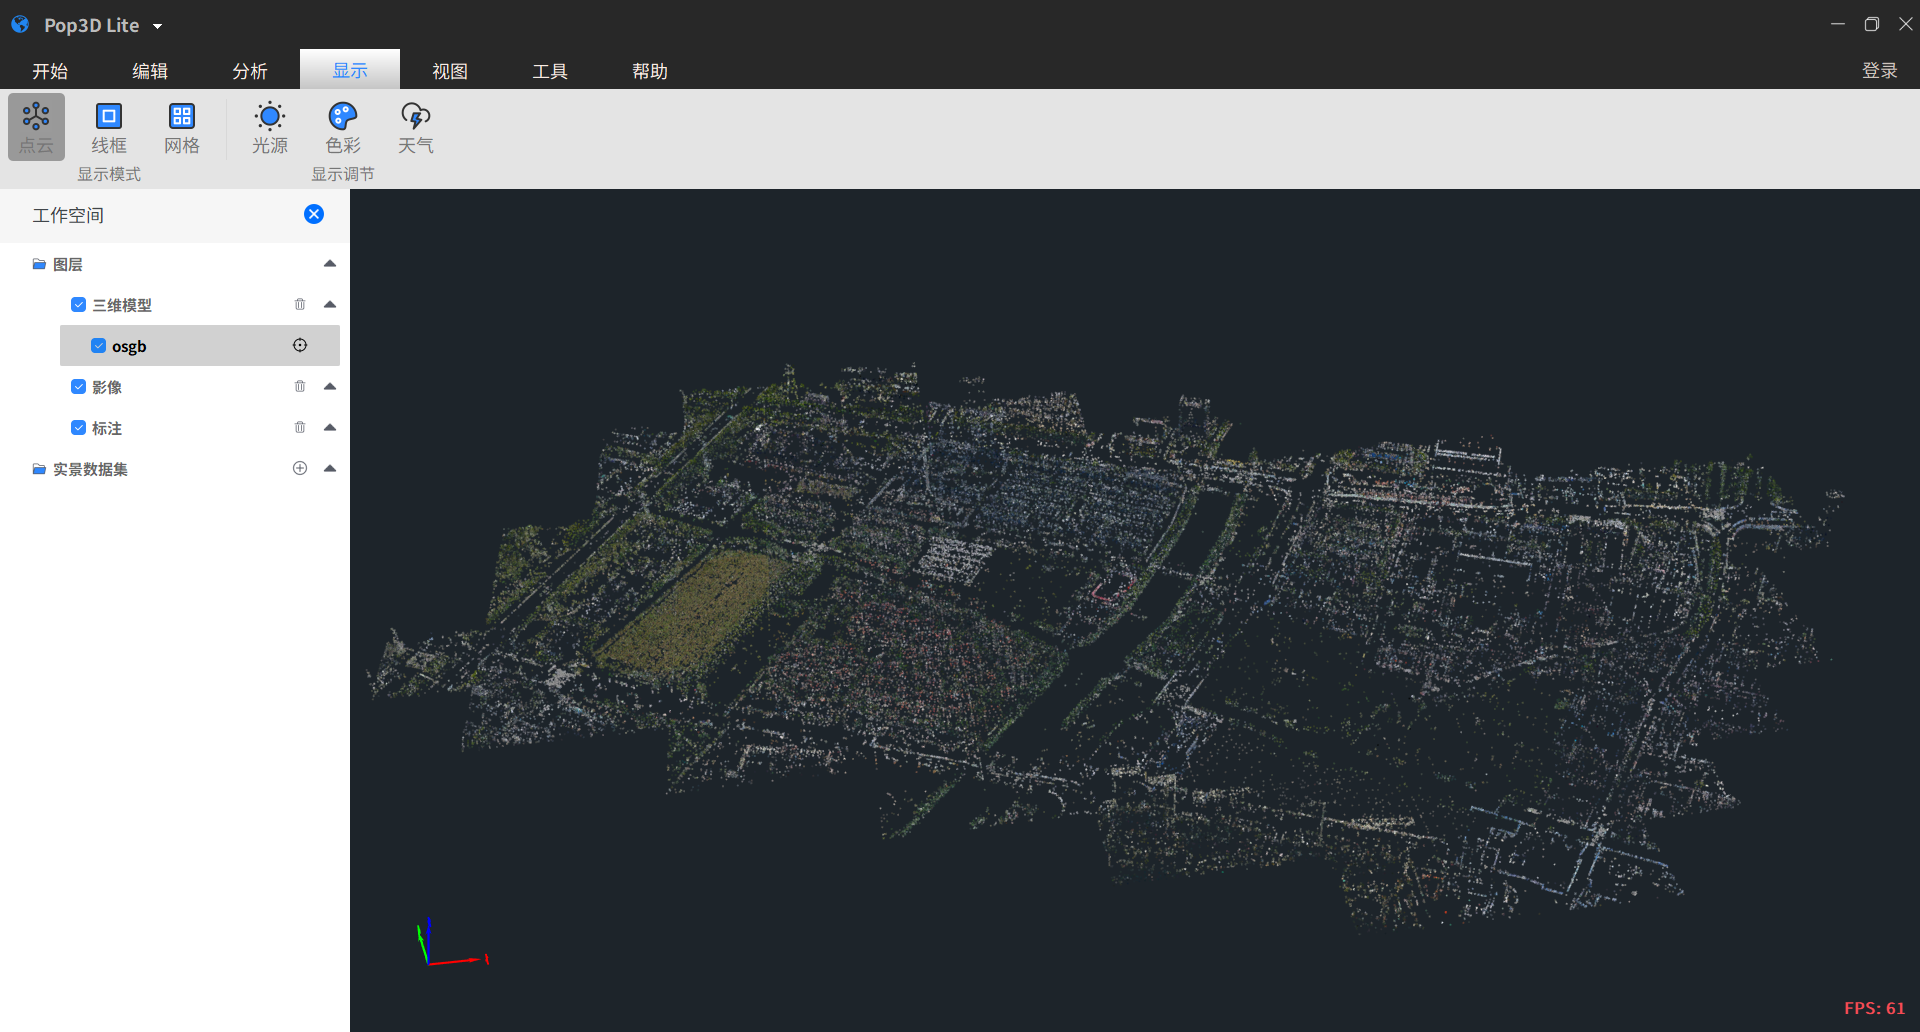 Pop3D Lite
开始 编辑 分析 显示 视图 工具 帮助 登录
点云 线框 网格 光源 色彩 天气
显示模式 显示调节
工作空间
图层
三维模型
osgb
影像
标注
实景数据集
FPS: 61